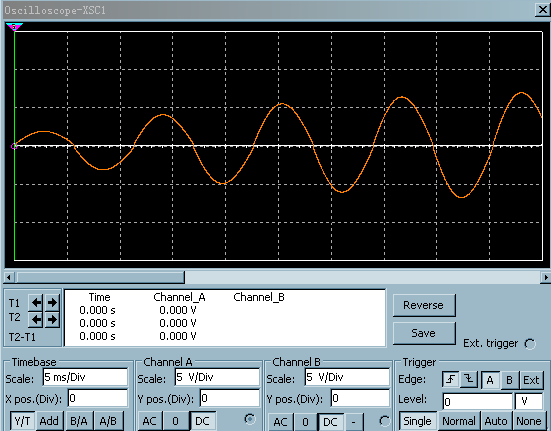 Oscilloscope-XSC1
T1
T2
T2-T1
Time Channel_A Channel_B
0.000 s 0.000 V
0.000 s 0.000 V
0.000 s 0.000 V
Reverse
Save
Ext. trigger
Timebase
Scale: 5 ms/Div
X pos.(Div): 0
Y/T Add B/A A/B
Channel A
Scale: 5 V/Div
Y pos.(Div): 0
AC 0 DC
Channel B
Scale: 5 V/Div
Y pos.(Div): 0
AC 0 DC -
Trigger
Edge: A B Ext
Level: 0 V
Single Normal Auto None